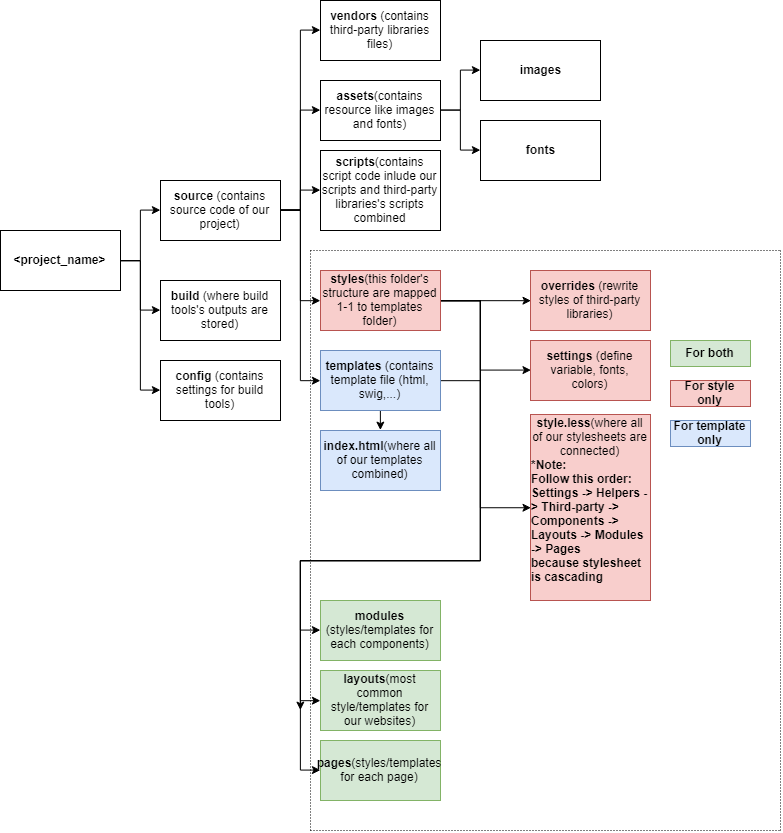 vendors (contains
third-party libraries
files)
images
assets(contains
resource like images
and fonts)
fonts
scripts(contains
script code inlude our
scripts and third-party
libraries's scripts
combined
source (contains
source code of our
project)
<project_name>
build (where build
tools's outputs are
stored)
config (contains
settings for build
tools)
styles(this folder's
structure are mapped
1-1 to templates
folder)
overrides (rewrite
styles of third-party
libraries)
templates (contains
template file (html,
swig,...)
settings (define
variable, fonts,
colors)
For both
For style
only
For template
only
index.html(where all
of our templates
combined)
style.less(where all
of our stylesheets are
connected)
*Note:
Follow this order:
Settings -> Helpers -
> Third-party ->
Components ->
Layouts -> Modules
-> Pages
because stylesheet
is cascading
modules
(styles/templates for
each components)
layouts(most
common
style/templates for
our websites)
pages(styles/templates
for each page)